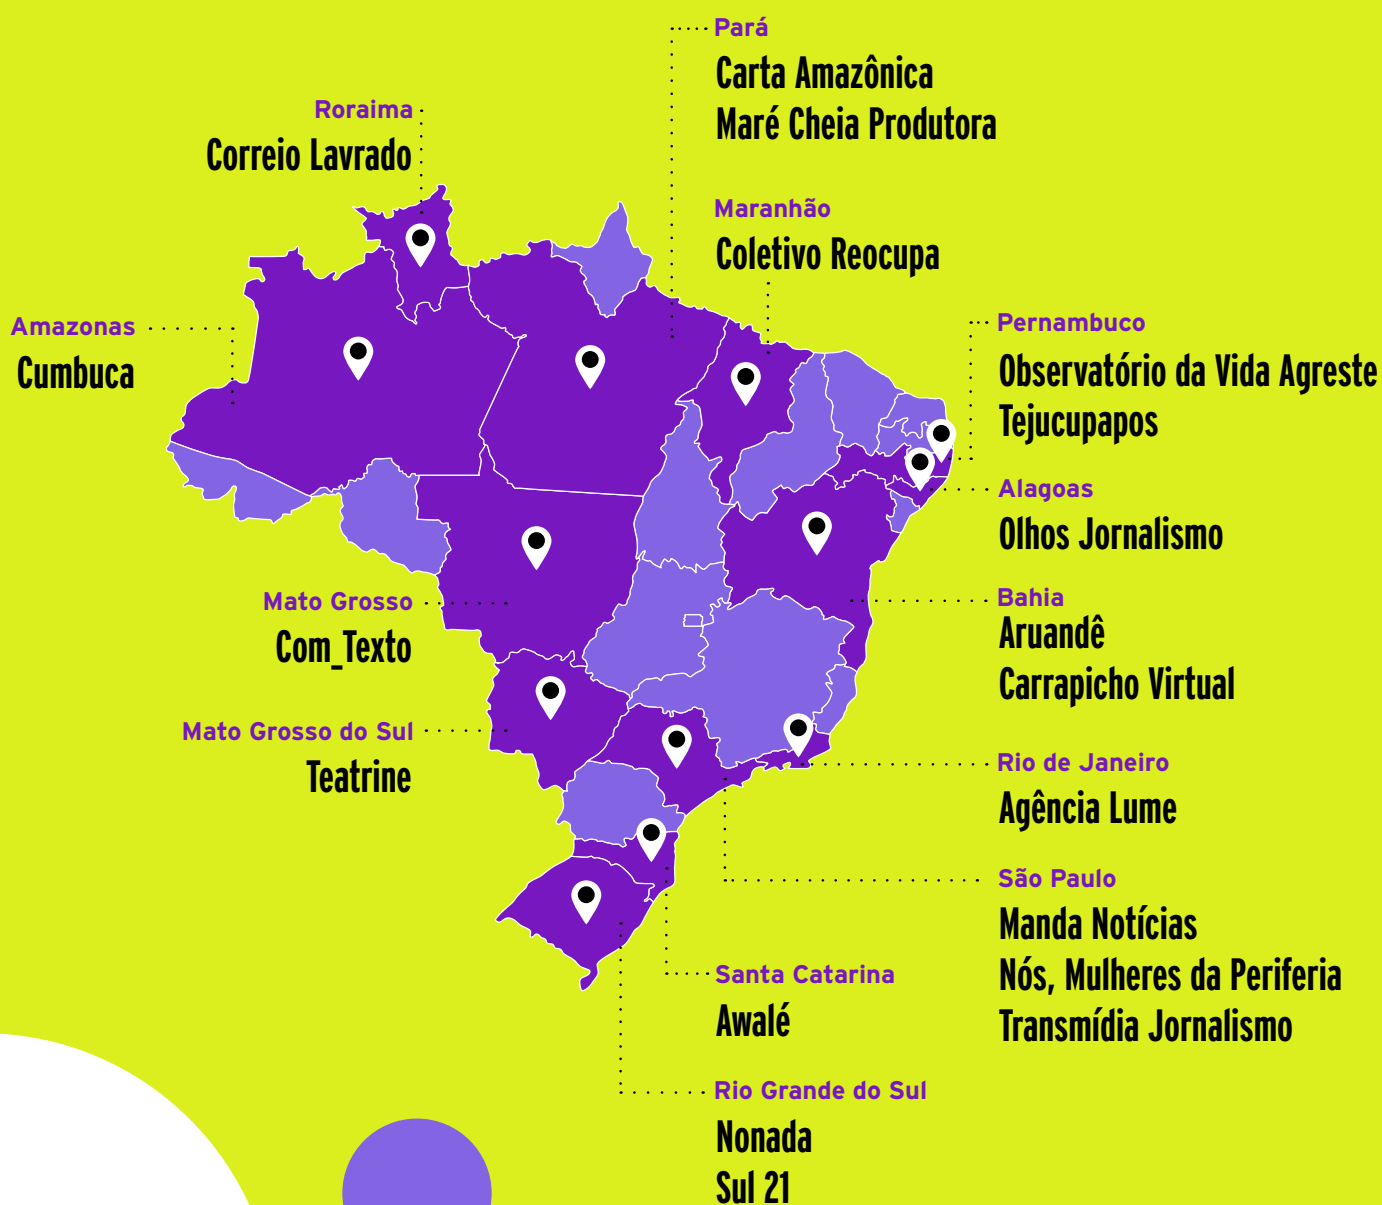 Pará
Carta Amazônica
Maré Cheia Produtora
Roraima
Correio Lavrado
Maranhão
Coletivo Reocupa
Amazonas
Cumbuca
Pernambuco
Observatório da Vida Agreste
Tejucupapos
Alagoas
Olhos Jornalismo
Mato Grosso
Com_Texto
Bahia
Aruandê
Carrapicho Virtual
Mato Grosso do Sul
Teatrine
Rio de Janeiro
Agência Lume
São Paulo
Manda Notícias
Nós, Mulheres da Periferia
Transmídia Jornalismo
Santa Catarina
Awalé
Rio Grande do Sul
Nonada
Sul 21